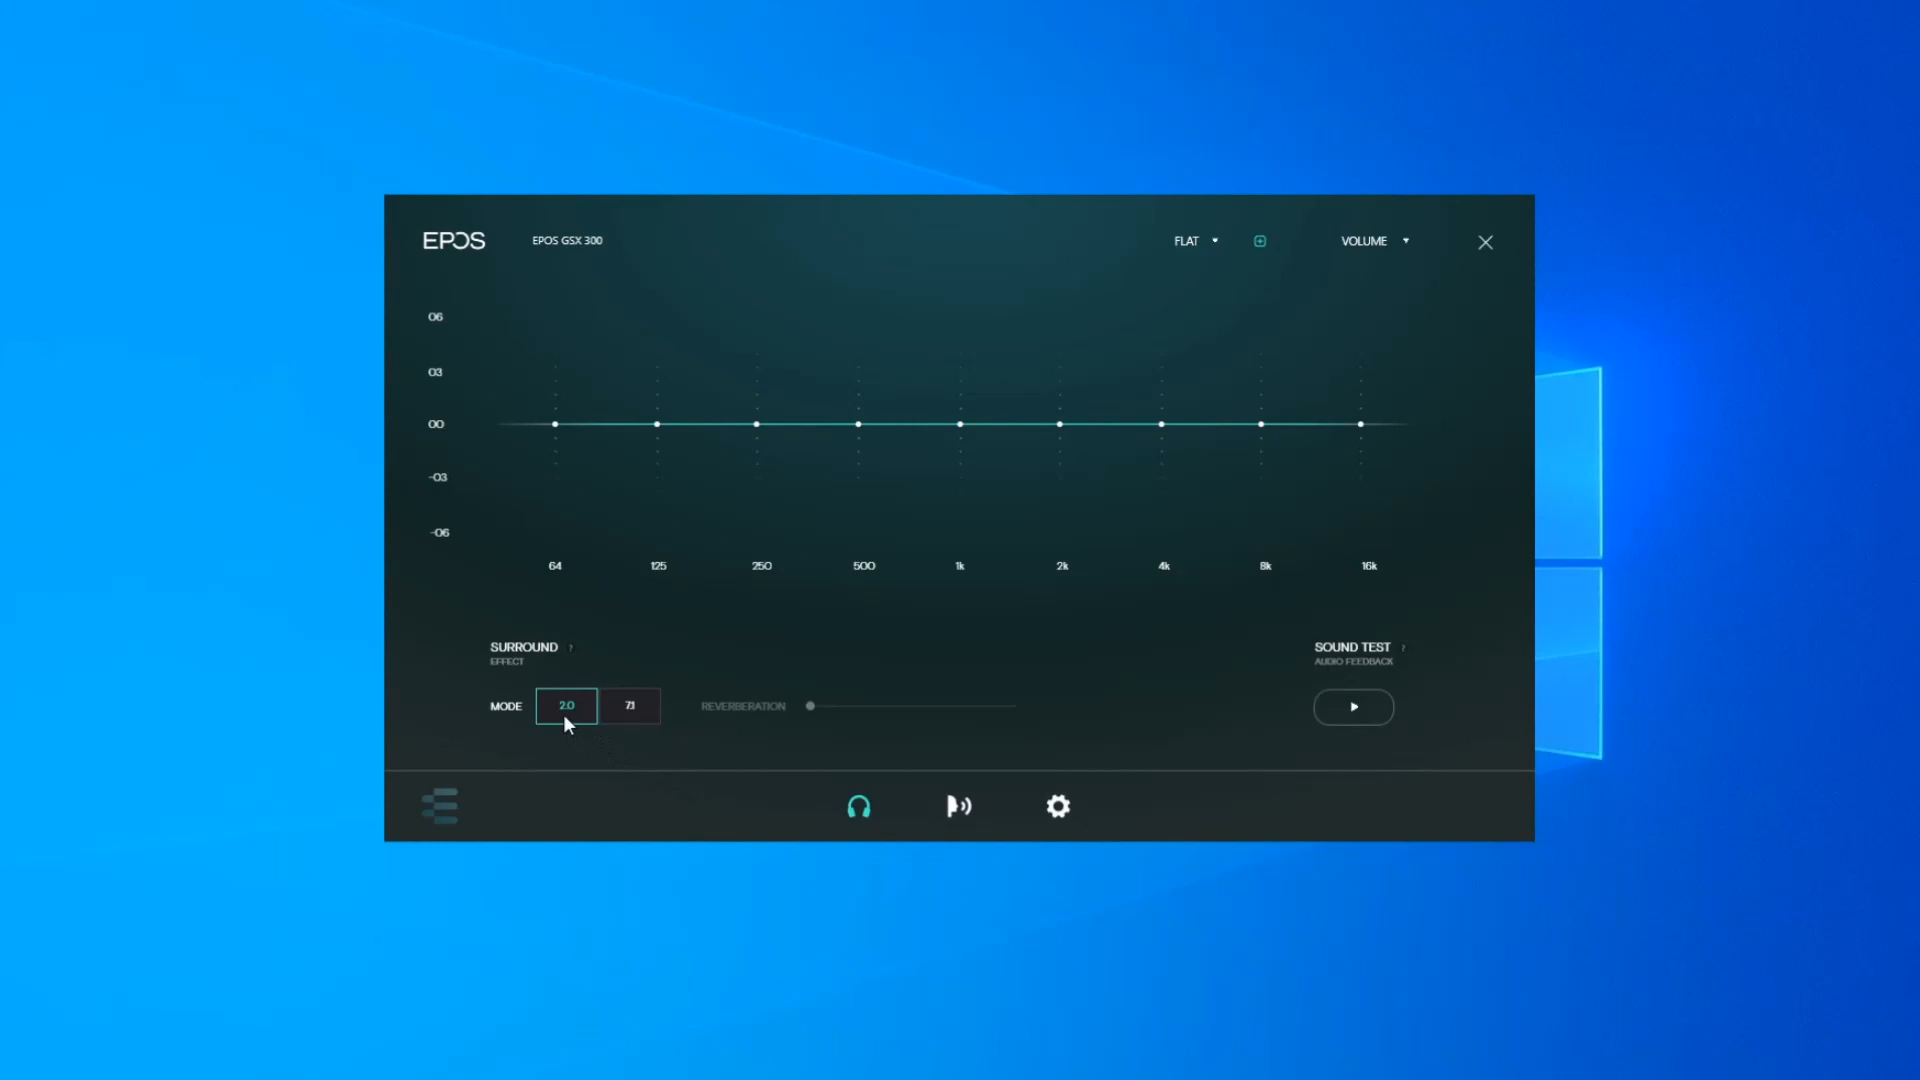 EPOS EPOS GSX 300 FLAT VOLUME
06
03
00
-03
-06
64 125 250 500 1k 2k 4k 8k 16k
SURROUND ?
EFFECT
SOUND TEST ?
AUDIO FEEDBACK
MODE 2.0 7.1 REVERBERATION